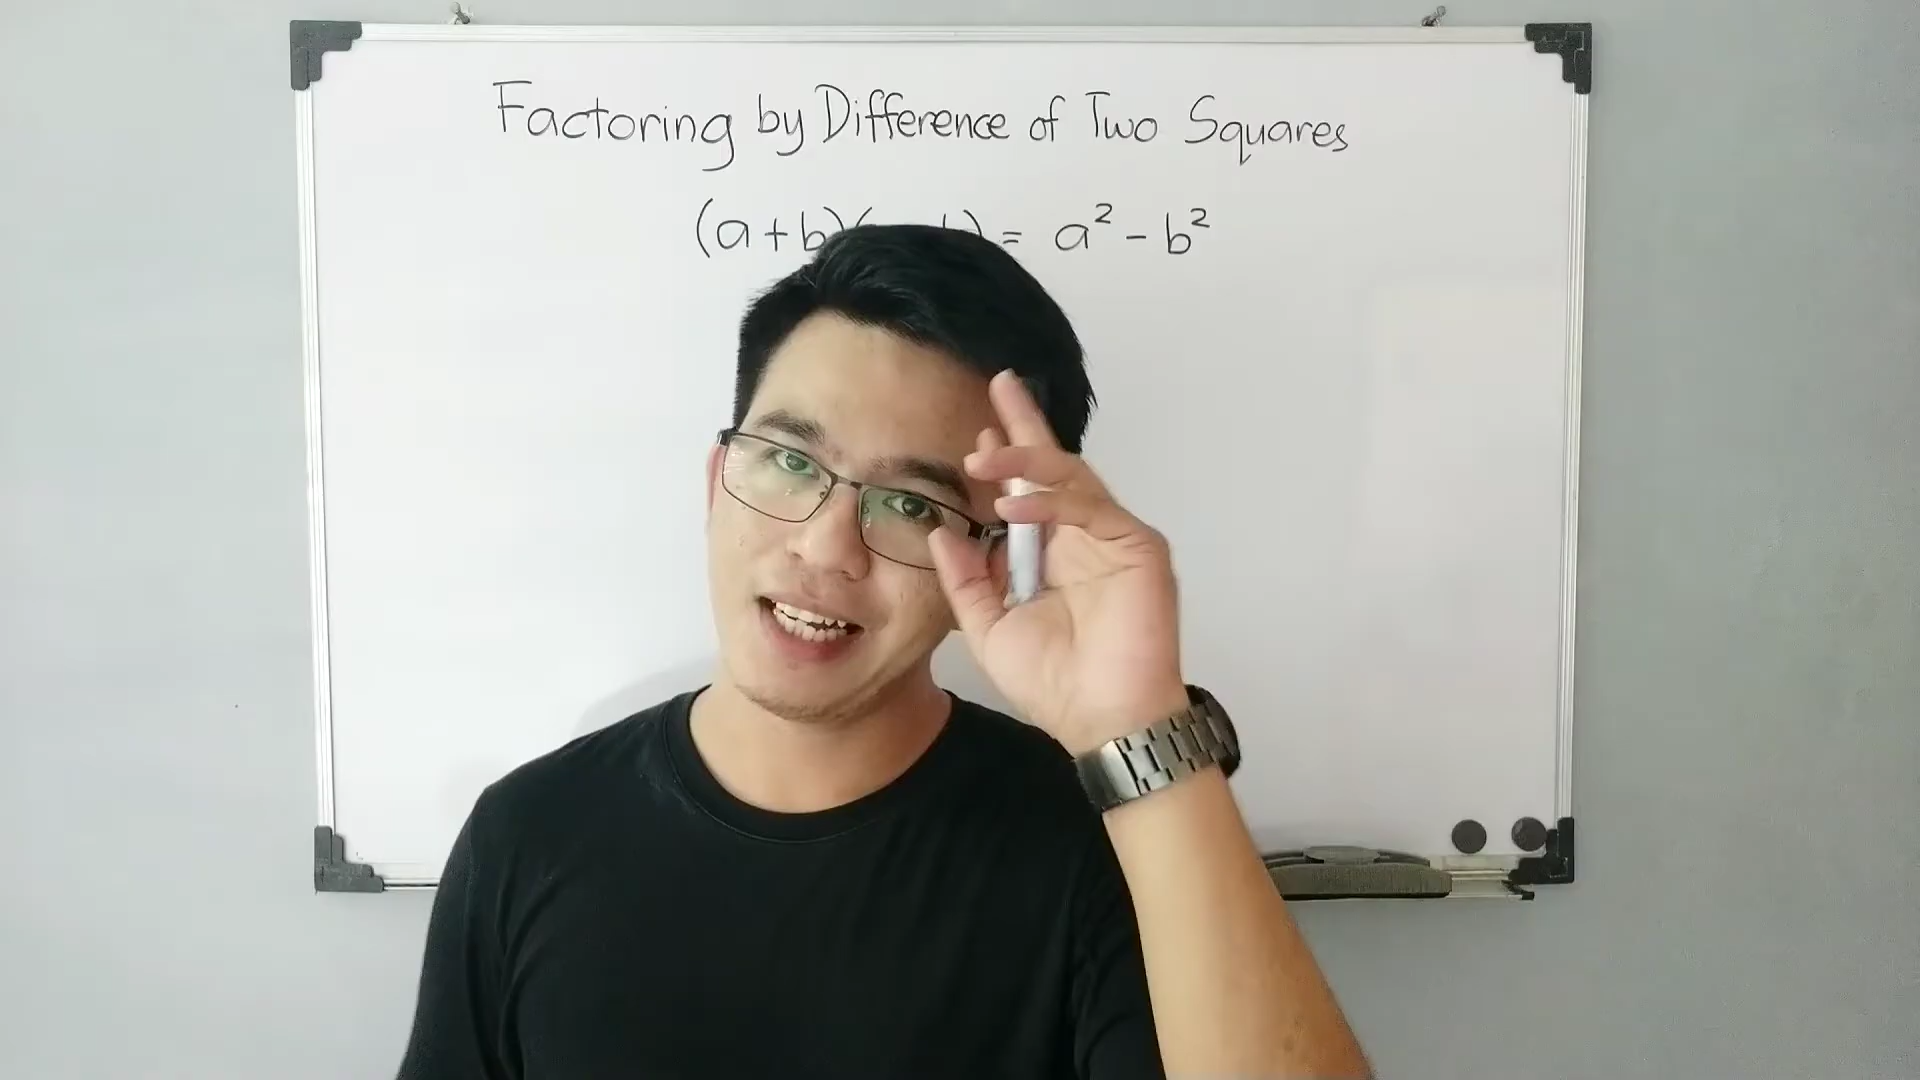 Factoring by Difference of Two Squares
(a+b)( ) = a² - b²